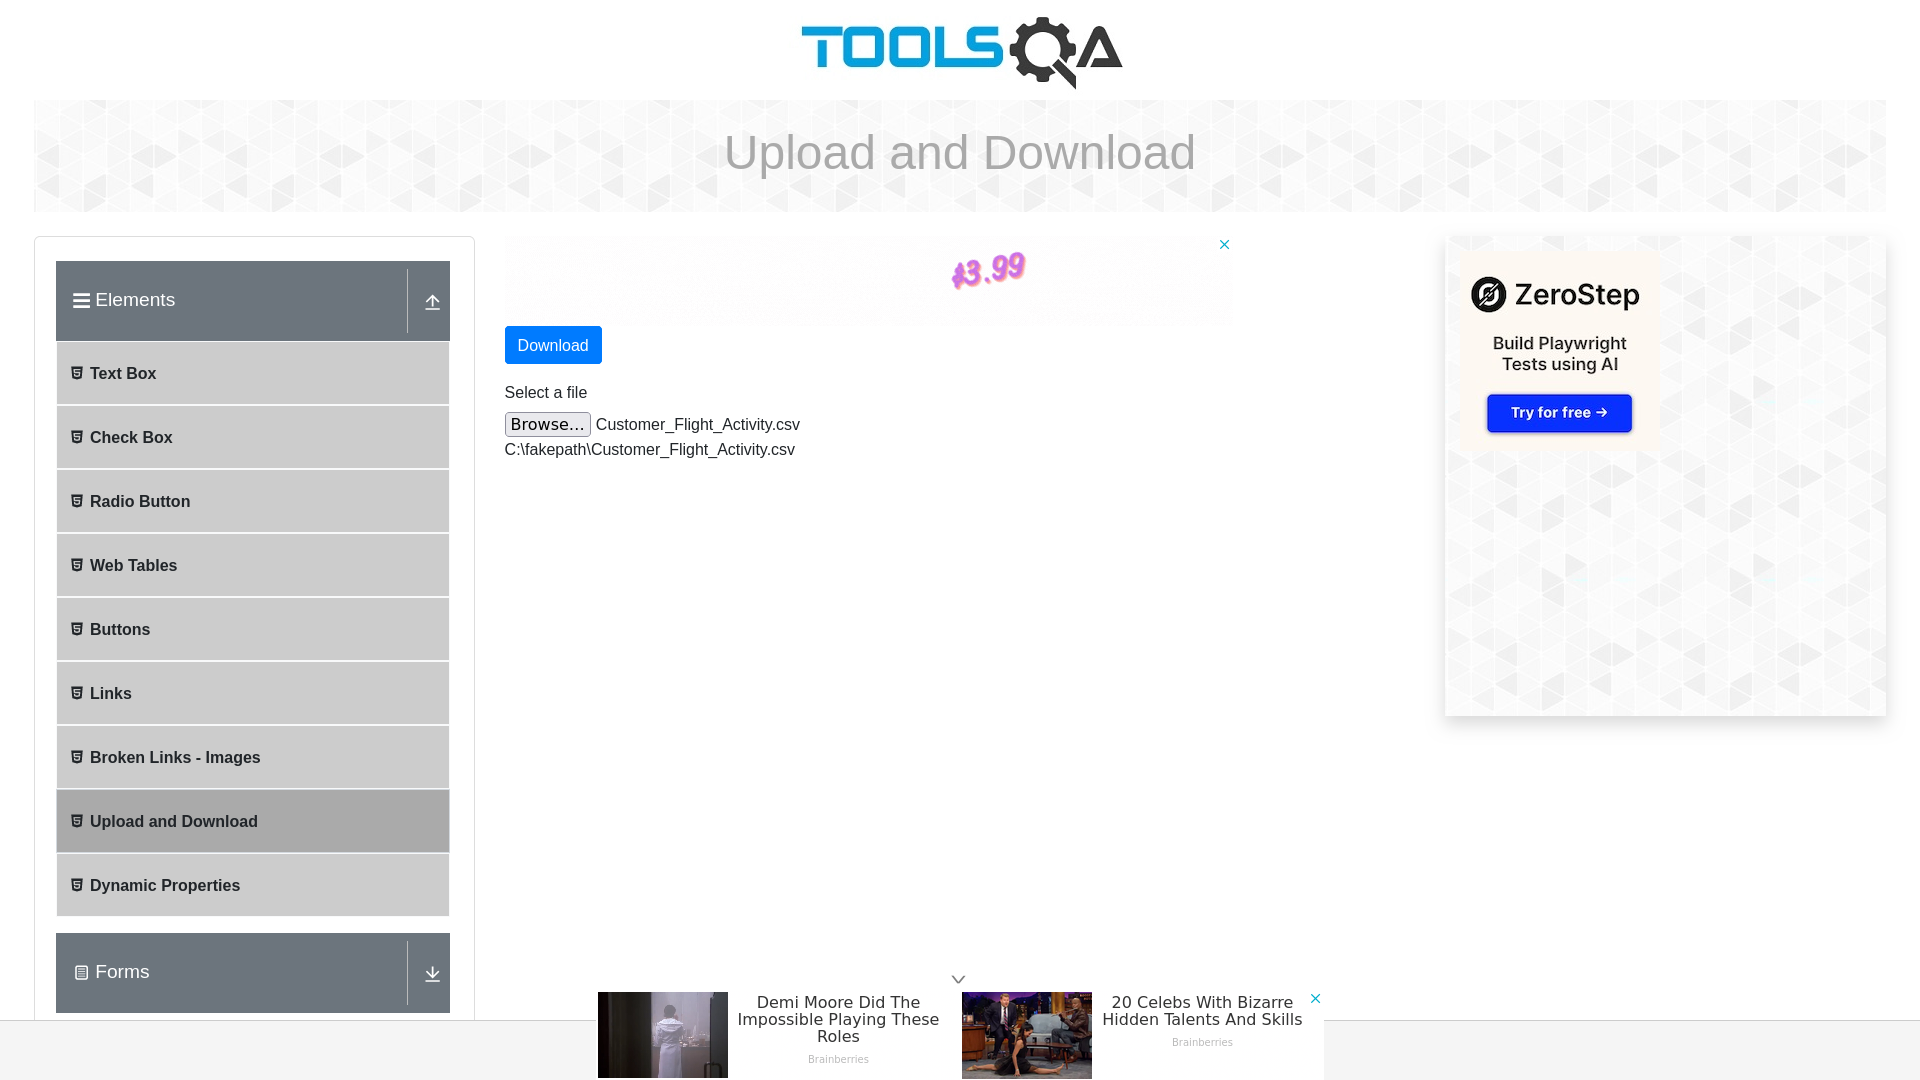 TOOLSQA
Upload and Download
Elements
Text Box
Check Box
Radio Button
Web Tables
Buttons
Links
Broken Links - Images
Upload and Download
Dynamic Properties
Forms
$3.99
Download
Select a file
Browse... Customer_Flight_Activity.csv
C:\fakepath\Customer_Flight_Activity.csv
ZeroStep
Build Playwright
Tests using AI
Try for free →
Demi Moore Did The
Impossible Playing These
Roles
Brainberries
20 Celebs With Bizarre
Hidden Talents And Skills
Brainberries